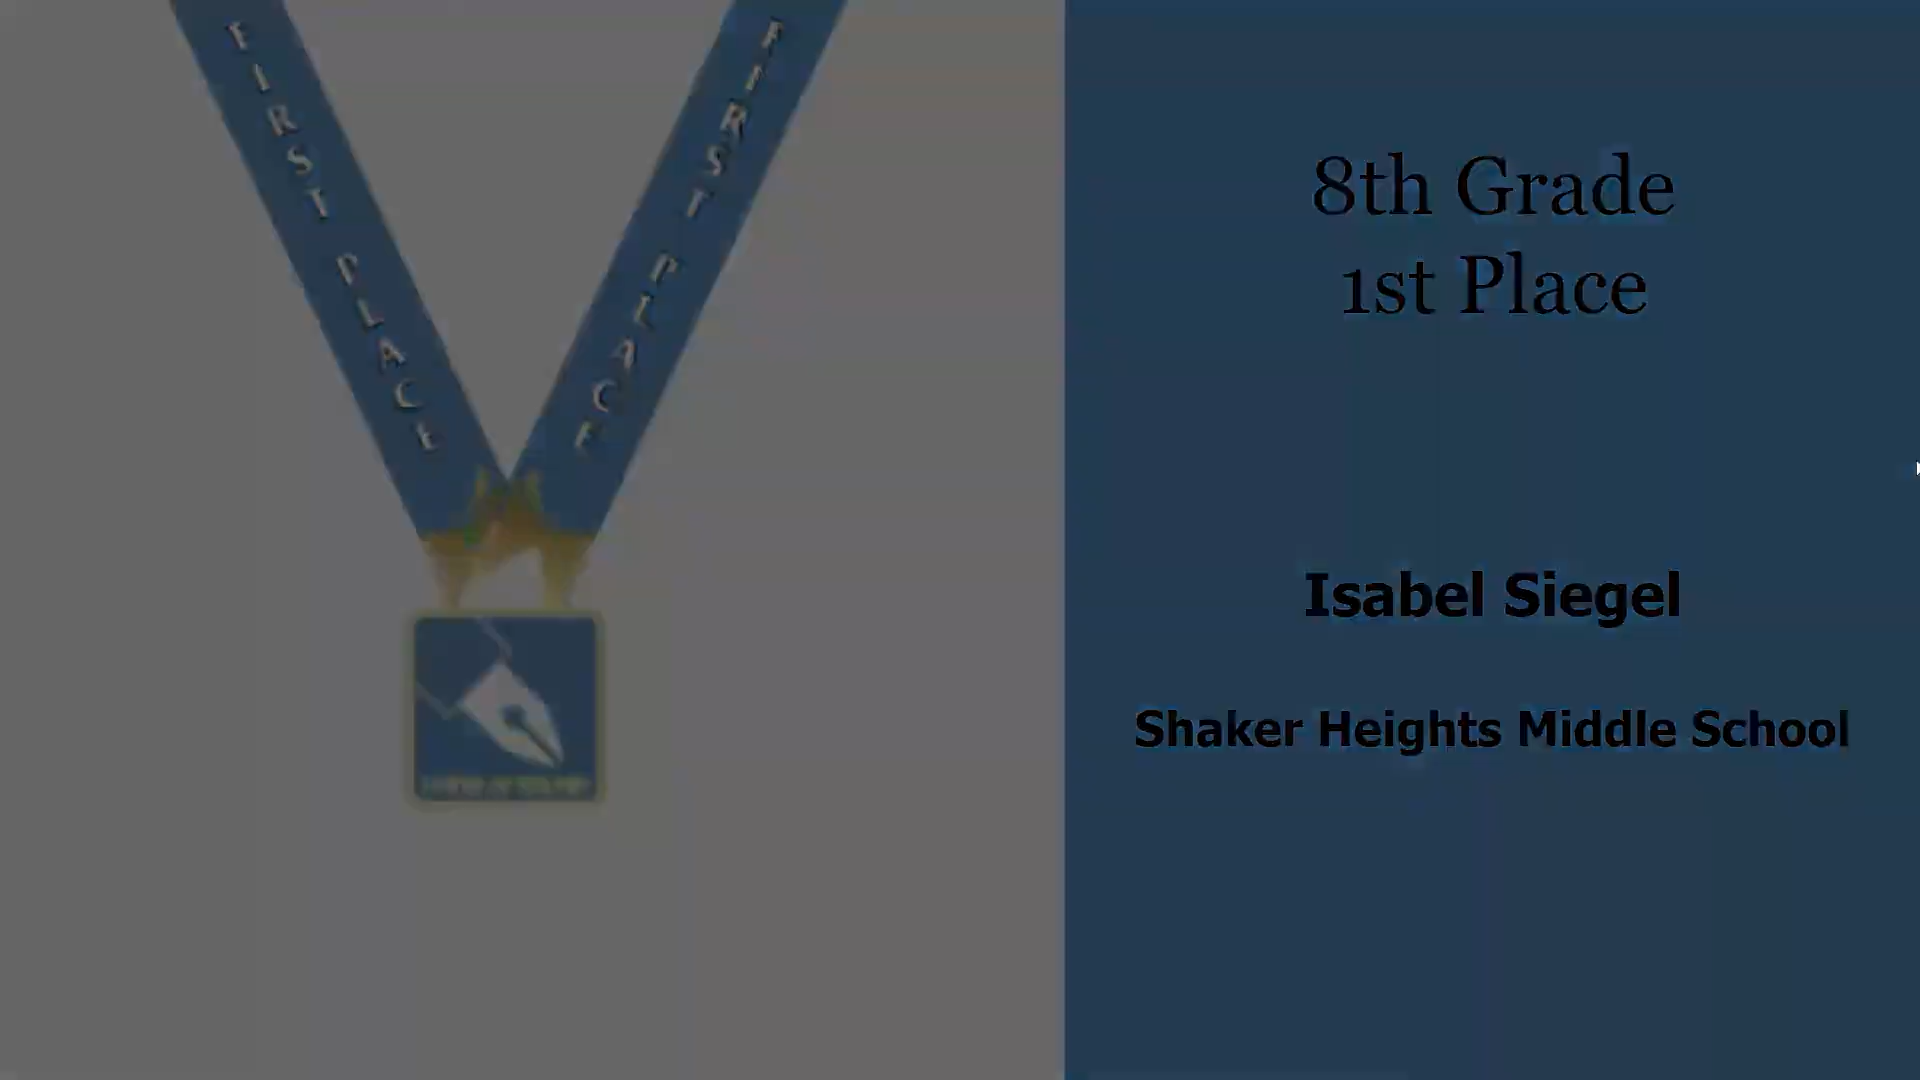 FIRST PLACE
FIRST PLACE
8th Grade
1st Place
Isabel Siegel
Shaker Heights Middle School